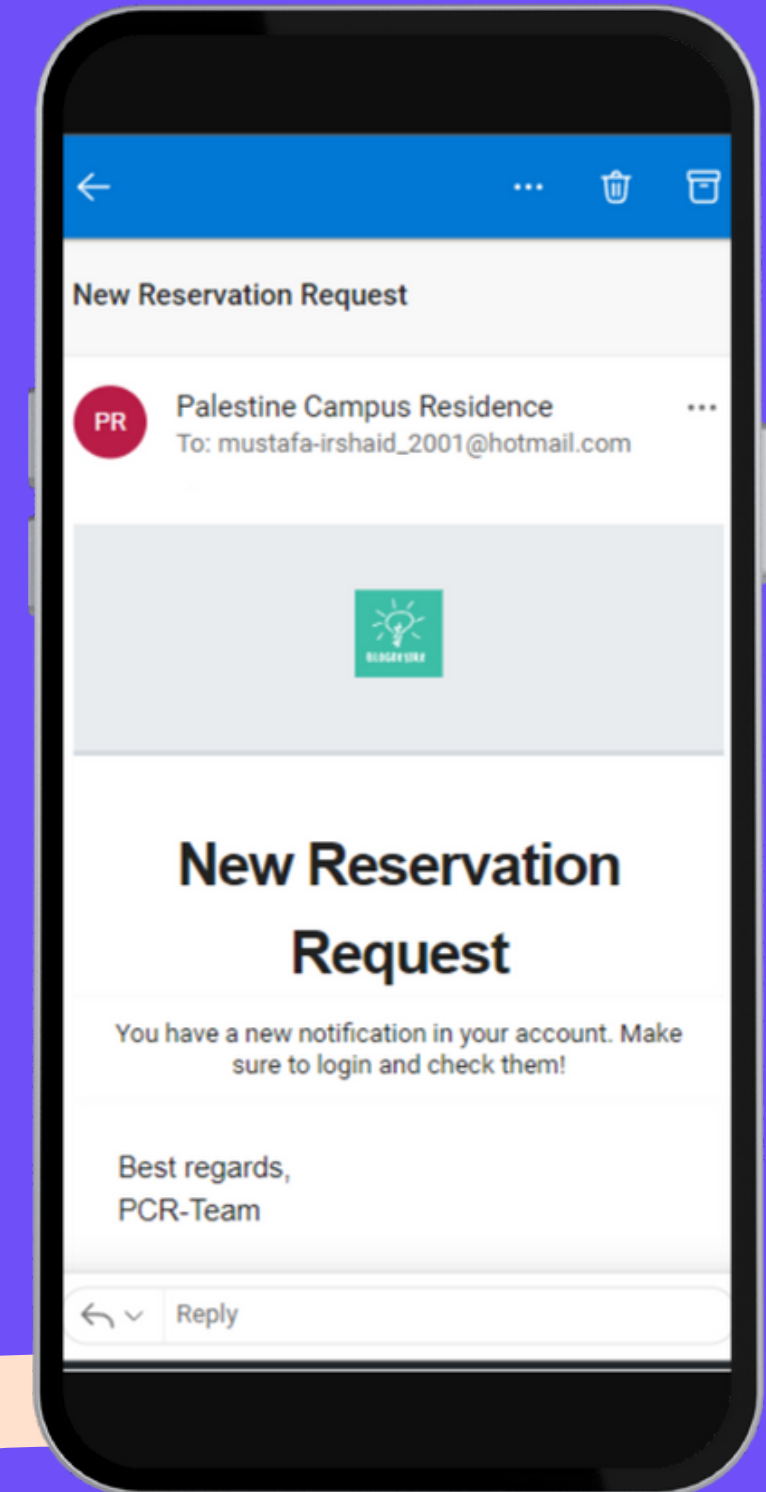 New Reservation Request
PR
Palestine Campus Residence
To: mustafa-irshaid_2001@hotmail.com
New Reservation
Request
You have a new notification in your account. Make
sure to login and check them!
Best regards,
PCR-Team
Reply